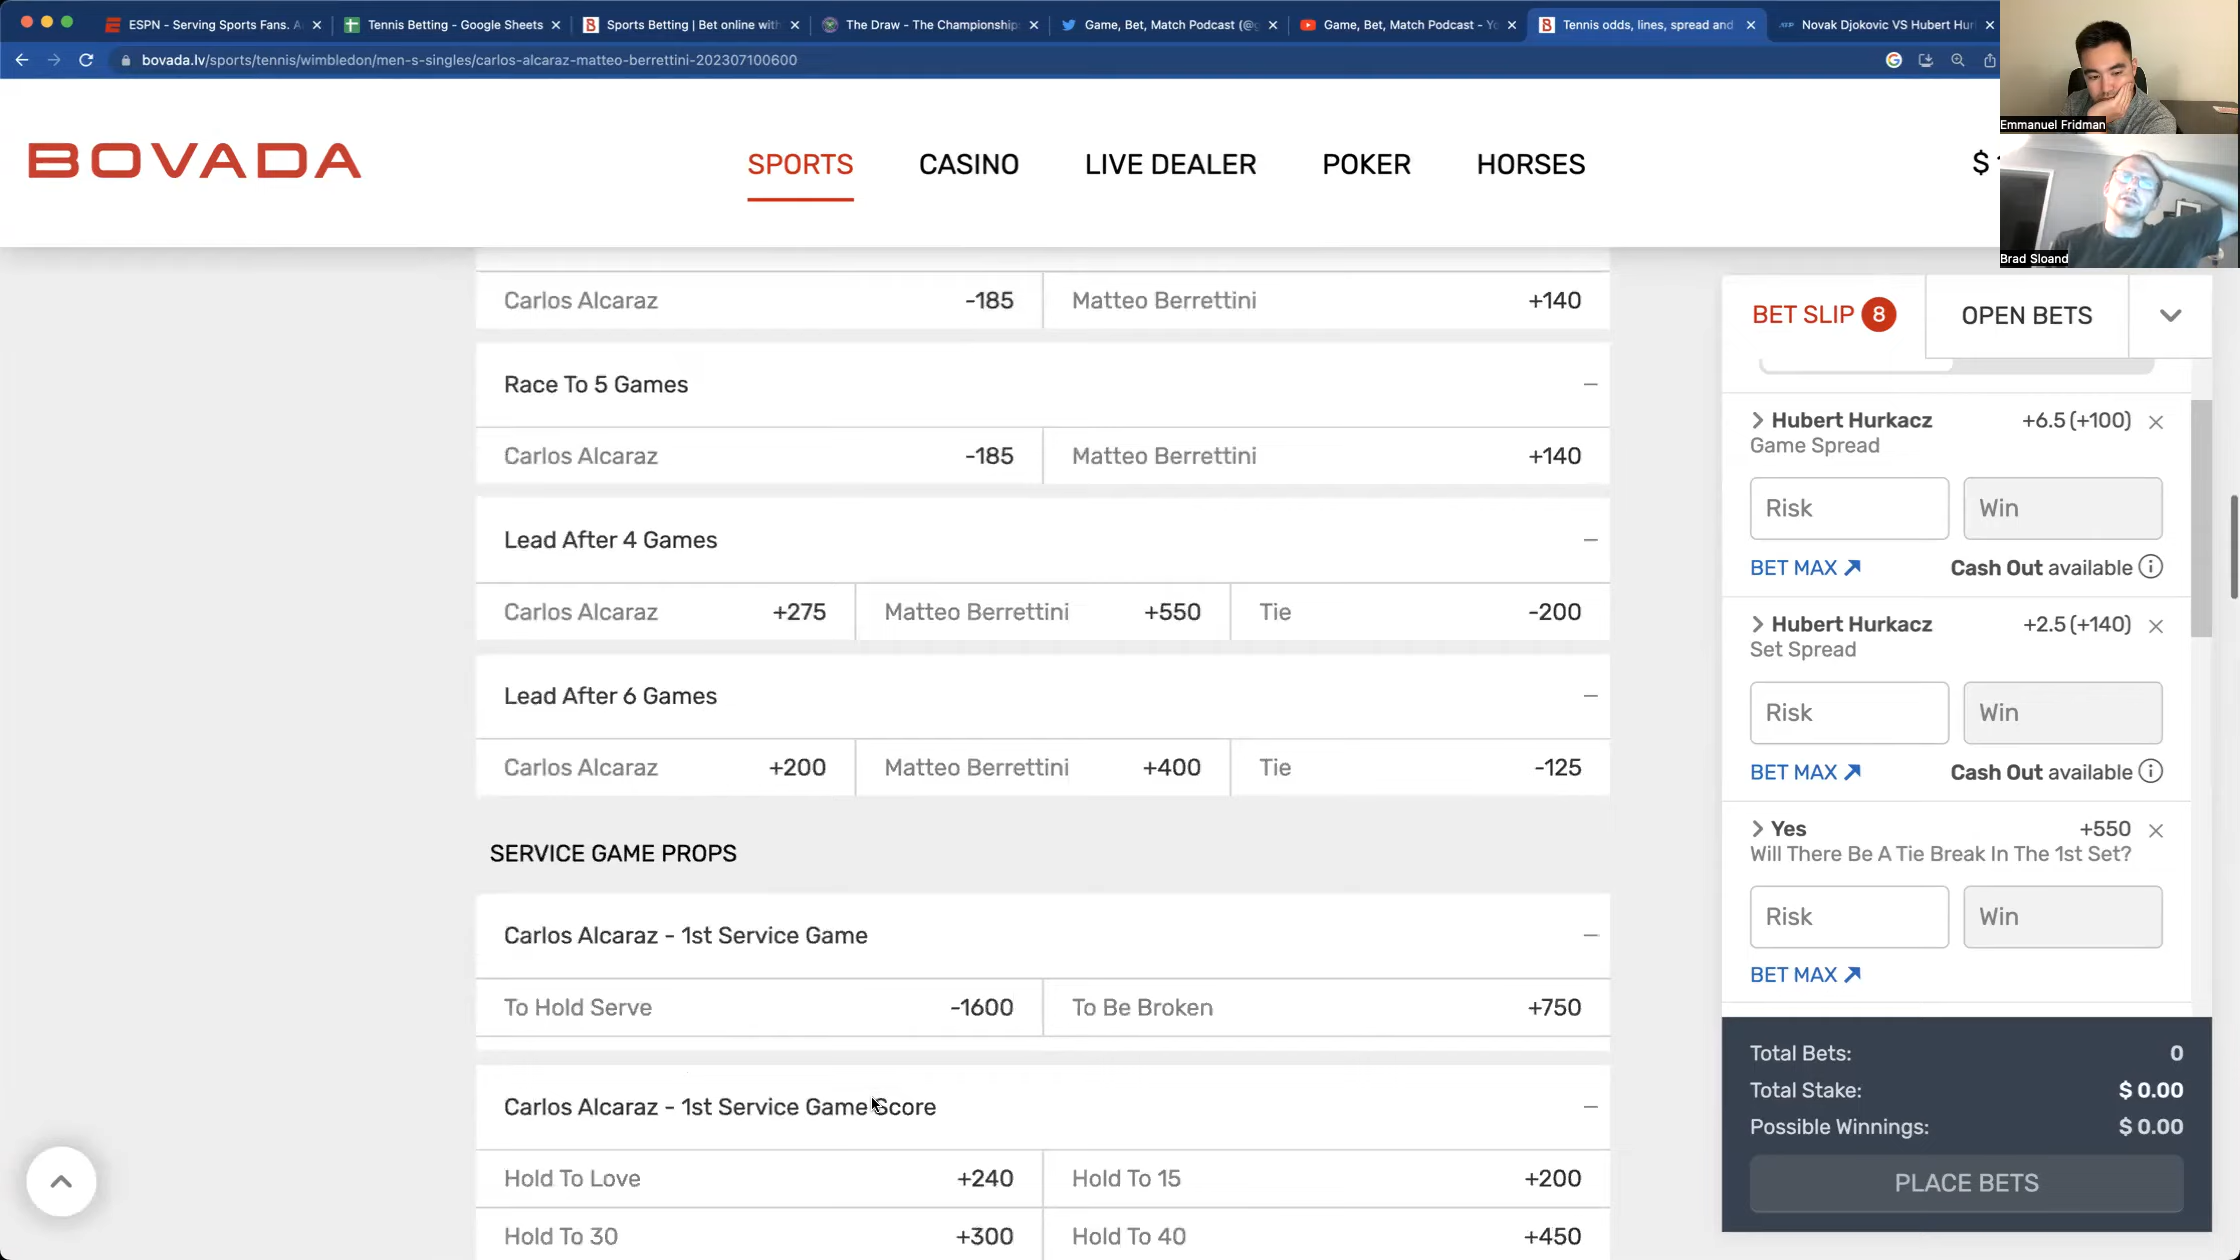 ESPN - Serving Sports Fans. A
Tennis Betting - Google Sheets
Sports Betting | Bet online with
The Draw - The Championship
Game, Bet, Match Podcast (@g
Game, Bet, Match Podcast - Yo
Tennis odds, lines, spread and
Novak Djokovic VS Hubert Hur
bovada.lv/sports/tennis/wimbledon/men-s-singles/carlos-alcaraz-matteo-berrettini-202307100600
Emmanuel Fridman
Brad Sloand
BOVADA
SPORTS CASINO LIVE DEALER POKER HORSES
$
Carlos Alcaraz -185 Matteo Berrettini +140
Race To 5 Games
Carlos Alcaraz -185 Matteo Berrettini +140
Lead After 4 Games
Carlos Alcaraz +275 Matteo Berrettini +550 Tie -200
Lead After 6 Games
Carlos Alcaraz +200 Matteo Berrettini +400 Tie -125
SERVICE GAME PROPS
Carlos Alcaraz - 1st Service Game
To Hold Serve -1600 To Be Broken +750
Carlos Alcaraz - 1st Service Game Score
Hold To Love +240 Hold To 15 +200
Hold To 30 +300 Hold To 40 +450
BET SLIP 8 OPEN BETS
Hubert Hurkacz +6.5 (+100)
Game Spread
Risk Win
BET MAX Cash Out available
Hubert Hurkacz +2.5 (+140)
Set Spread
Risk Win
BET MAX Cash Out available
Yes +550
Will There Be A Tie Break In The 1st Set?
Risk Win
BET MAX
Total Bets: 0
Total Stake: $ 0.00
Possible Winnings: $ 0.00
PLACE BETS